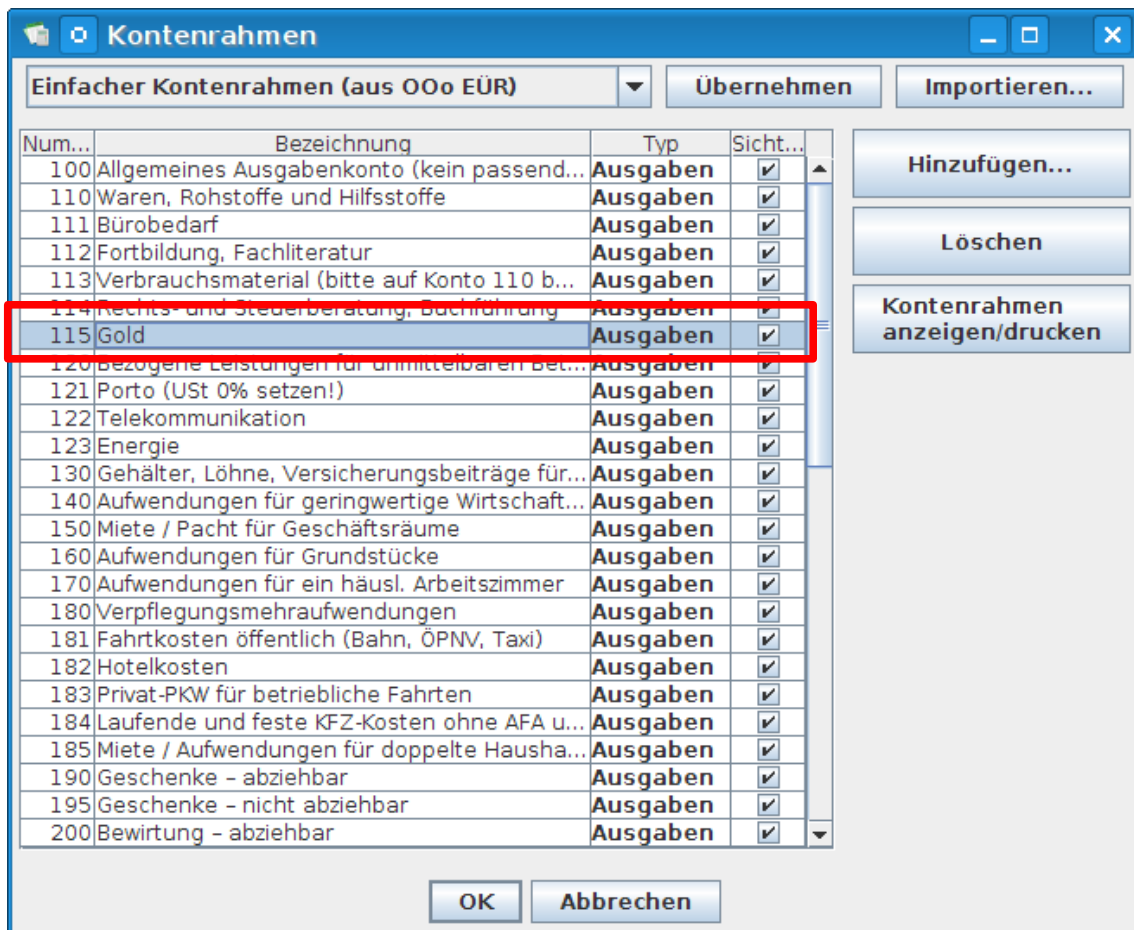 Kontenrahmen
Einfacher Kontenrahmen (aus OOo EÜR) Übernehmen Importieren...
Num... Bezeichnung Typ Sicht...
100 Allgemeines Ausgabenkonto (kein passend... Ausgaben
110 Waren, Rohstoffe und Hilfsstoffe Ausgaben
111 Bürobedarf Ausgaben
112 Fortbildung, Fachliteratur Ausgaben
113 Verbrauchsmaterial (bitte auf Konto 110 b... Ausgaben
114 Rechts- und Steuerberatung, Buchführung Ausgaben
115 Gold Ausgaben
120 Bezogene Leistungen für unmittelbaren Bet... Ausgaben
121 Porto (USt 0% setzen!) Ausgaben
122 Telekommunikation Ausgaben
123 Energie Ausgaben
130 Gehälter, Löhne, Versicherungsbeiträge für... Ausgaben
140 Aufwendungen für geringwertige Wirtschaft... Ausgaben
150 Miete / Pacht für Geschäftsräume Ausgaben
160 Aufwendungen für Grundstücke Ausgaben
170 Aufwendungen für ein häusl. Arbeitszimmer Ausgaben
180 Verpflegungsmehraufwendungen Ausgaben
181 Fahrtkosten öffentlich (Bahn, ÖPNV, Taxi) Ausgaben
182 Hotelkosten Ausgaben
183 Privat-PKW für betriebliche Fahrten Ausgaben
184 Laufende und feste KFZ-Kosten ohne AFA u... Ausgaben
185 Miete / Aufwendungen für doppelte Hausha... Ausgaben
190 Geschenke – abziehbar Ausgaben
195 Geschenke – nicht abziehbar Ausgaben
200 Bewirtung – abziehbar Ausgaben
Hinzufügen...
Löschen
Kontenrahmen
anzeigen/drucken
OK Abbrechen